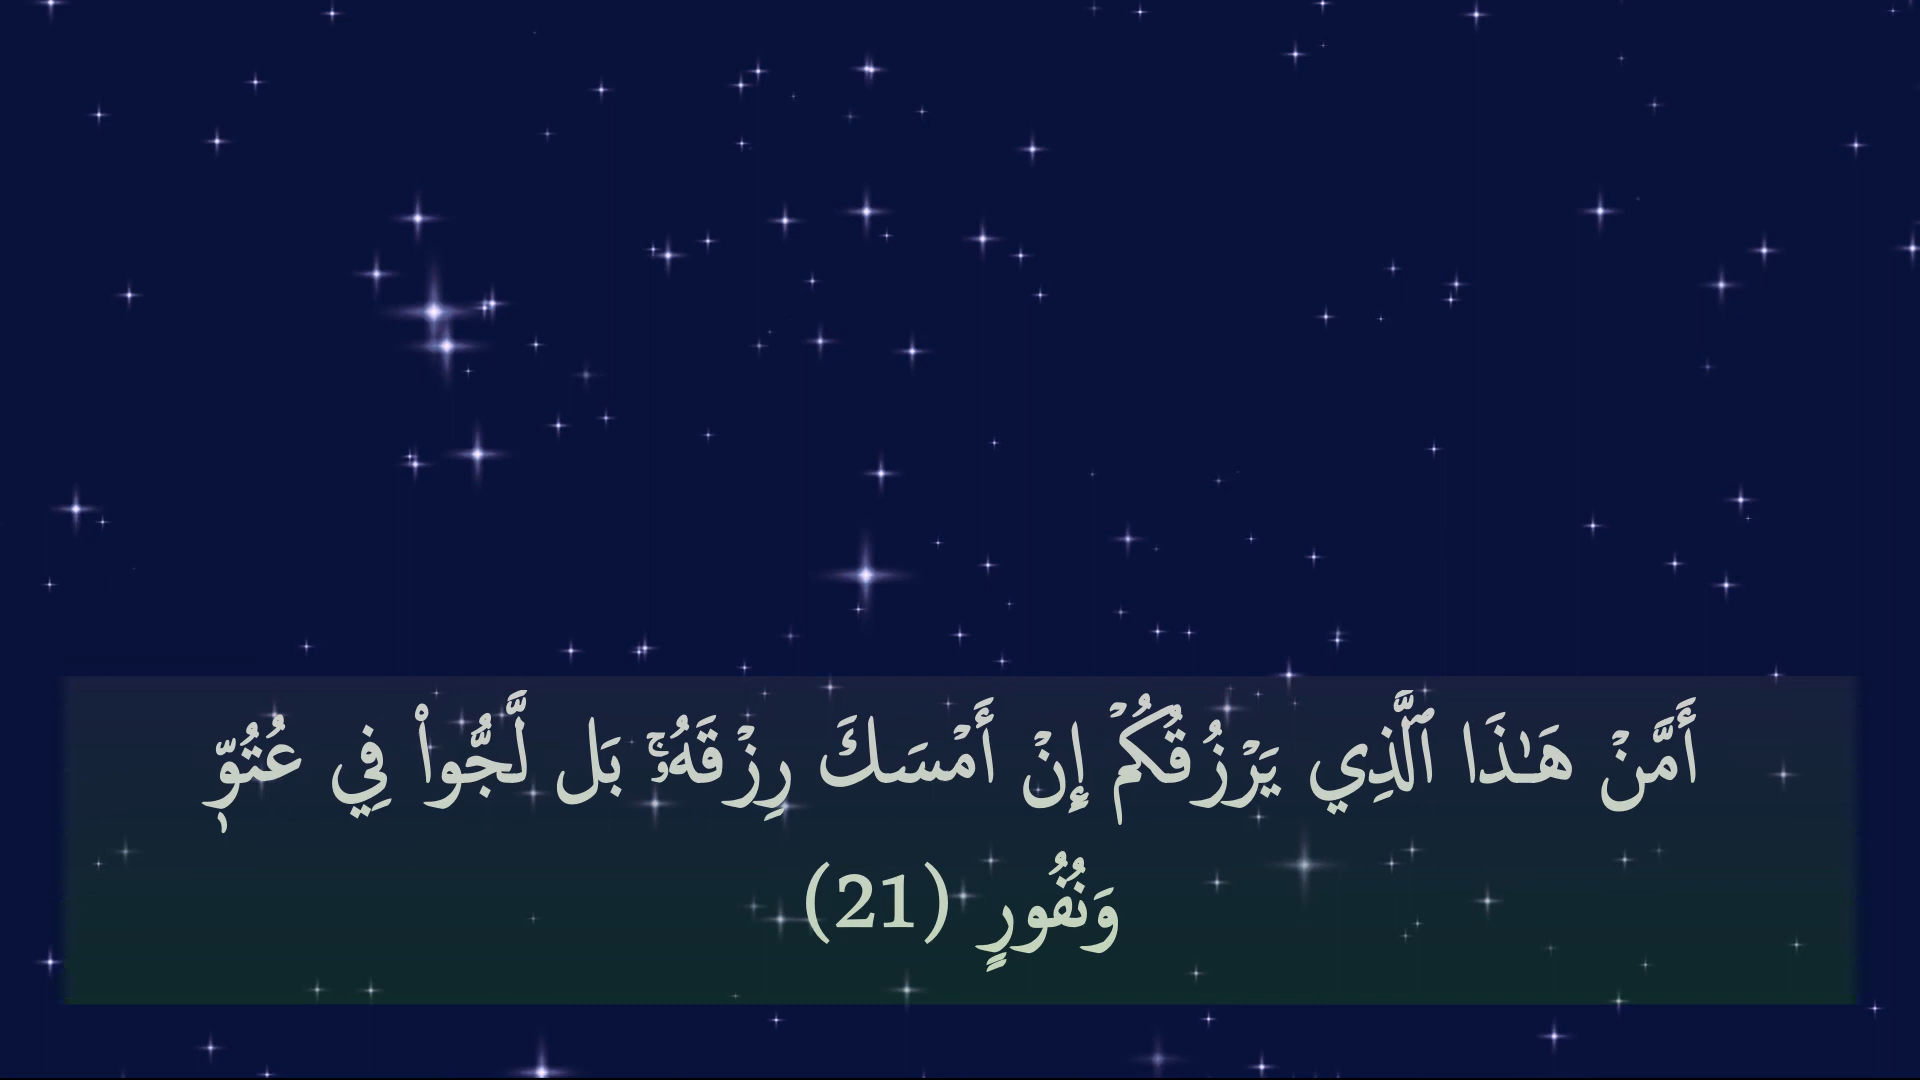 أَمَّنۡ هَـٰذَا ٱلَّذِي يَرۡزُقُكُمۡ إِنۡ أَمۡسَكَ رِزۡقَهُۥۚ بَل لَّجُّواْ فِي عُتُوّٖ
وَنُفُورٍ (21)